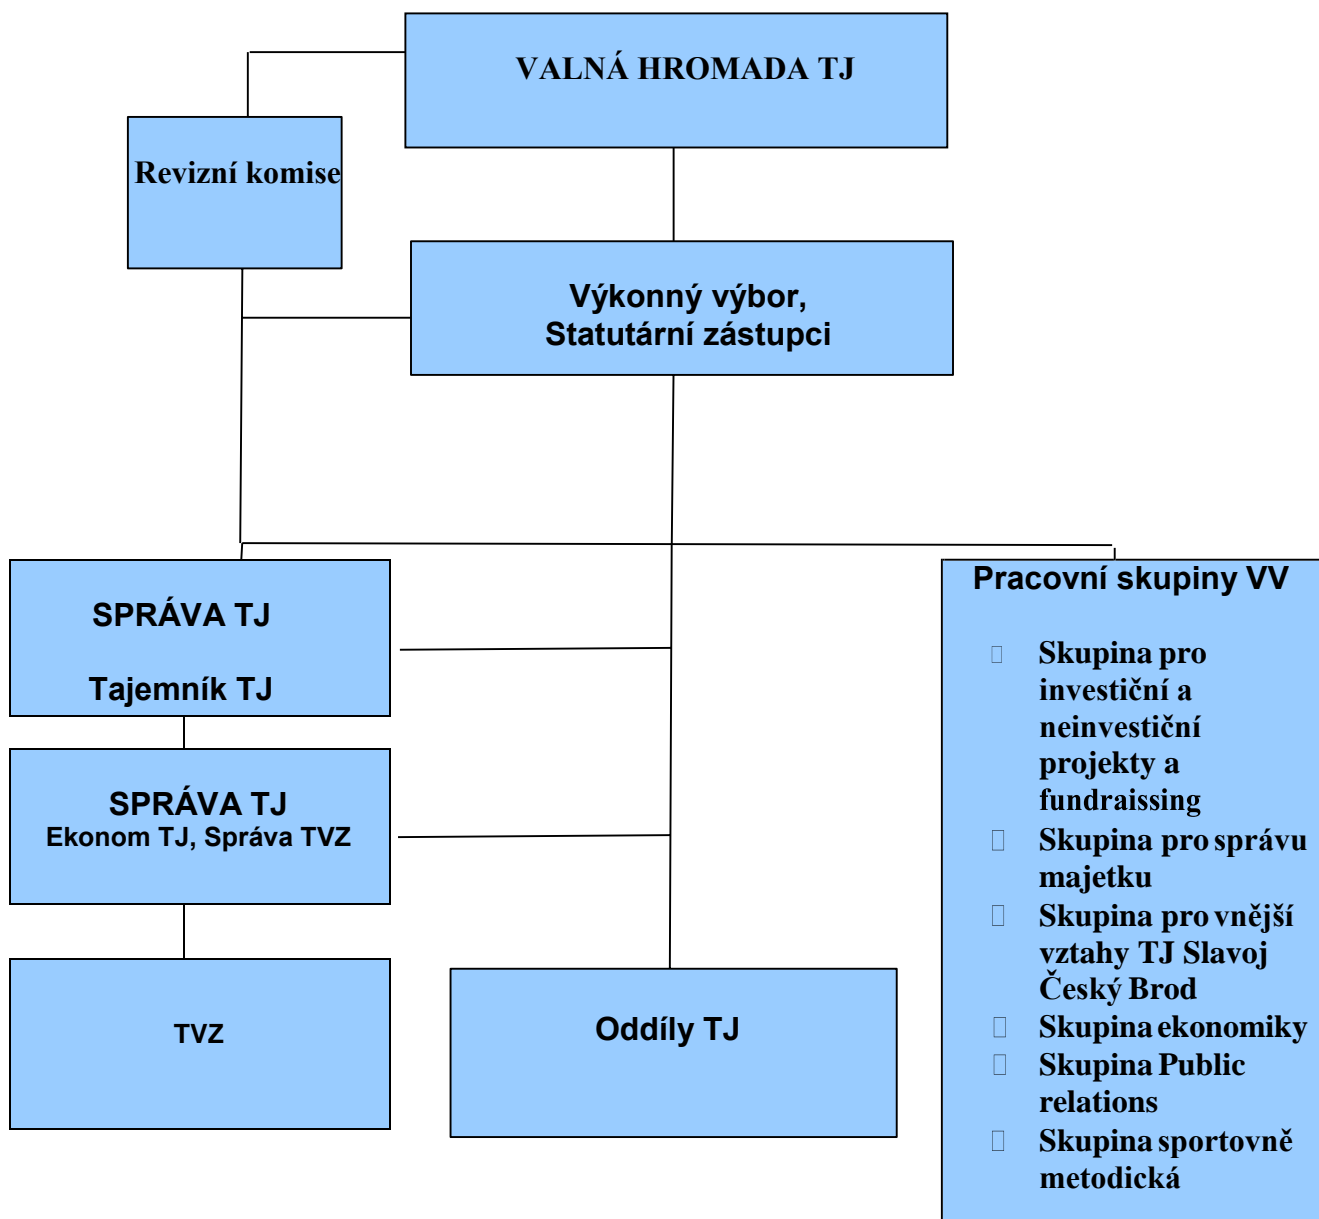 VALNÁ HROMADA TJ
Revizní komise
Výkonný výbor,
Statutární zástupci
SPRÁVA TJ
Tajemník TJ
SPRÁVA TJ
Ekonom TJ, Správa TVZ
TVZ
Oddíly TJ
Pracovní skupiny VV
Skupina pro
investiční a
neinvestiční
projekty a
fundraissing
Skupina pro správu
majetku
Skupina pro vnější
vztahy TJ Slavoj
Český Brod
Skupina ekonomiky
Skupina Public
relations
Skupina sportovně
metodická